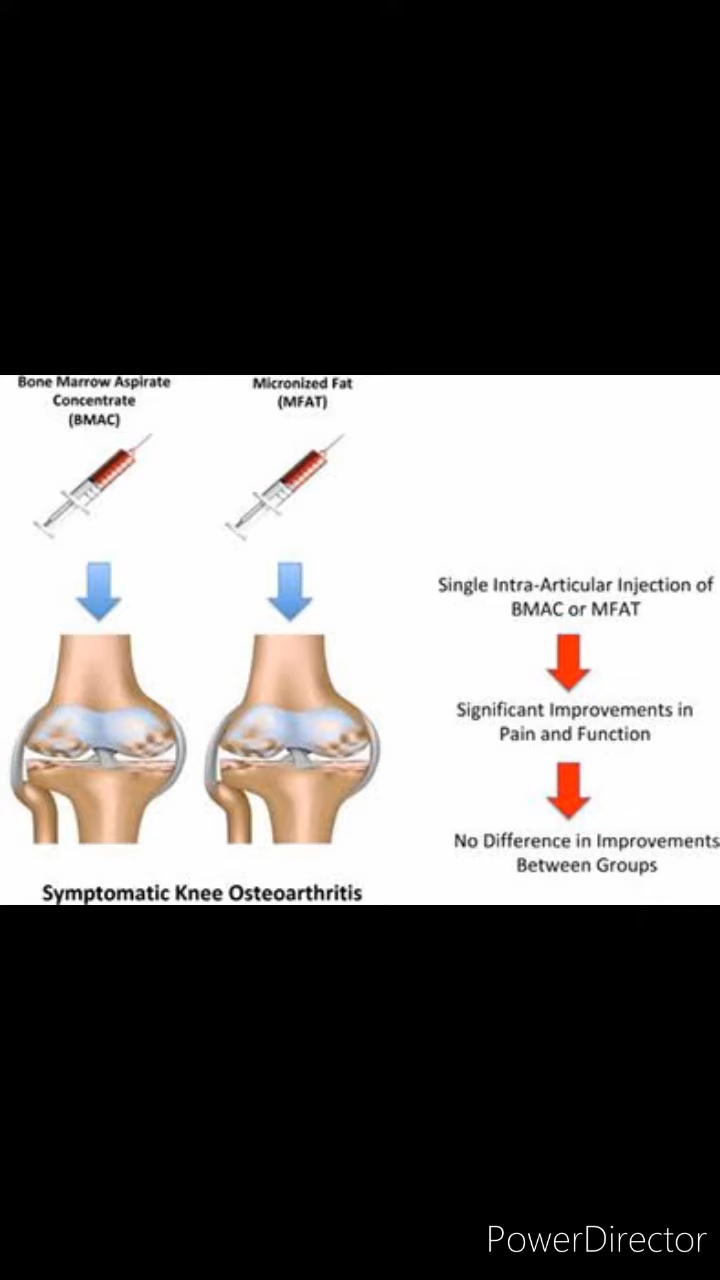 Bone Marrow Aspirate
Concentrate
(BMAC)
Micronized Fat
(MFAT)
Single Intra-Articular Injection of
BMAC or MFAT
Significant Improvements in
Pain and Function
No Difference in Improvements
Between Groups
Symptomatic Knee Osteoarthritis
PowerDirector